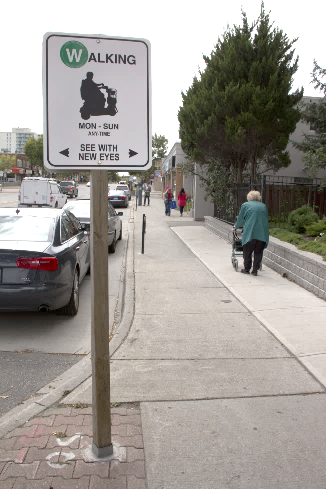 WALKING
MON - SUN
ANY-TIME
SEE WITH
NEW EYES